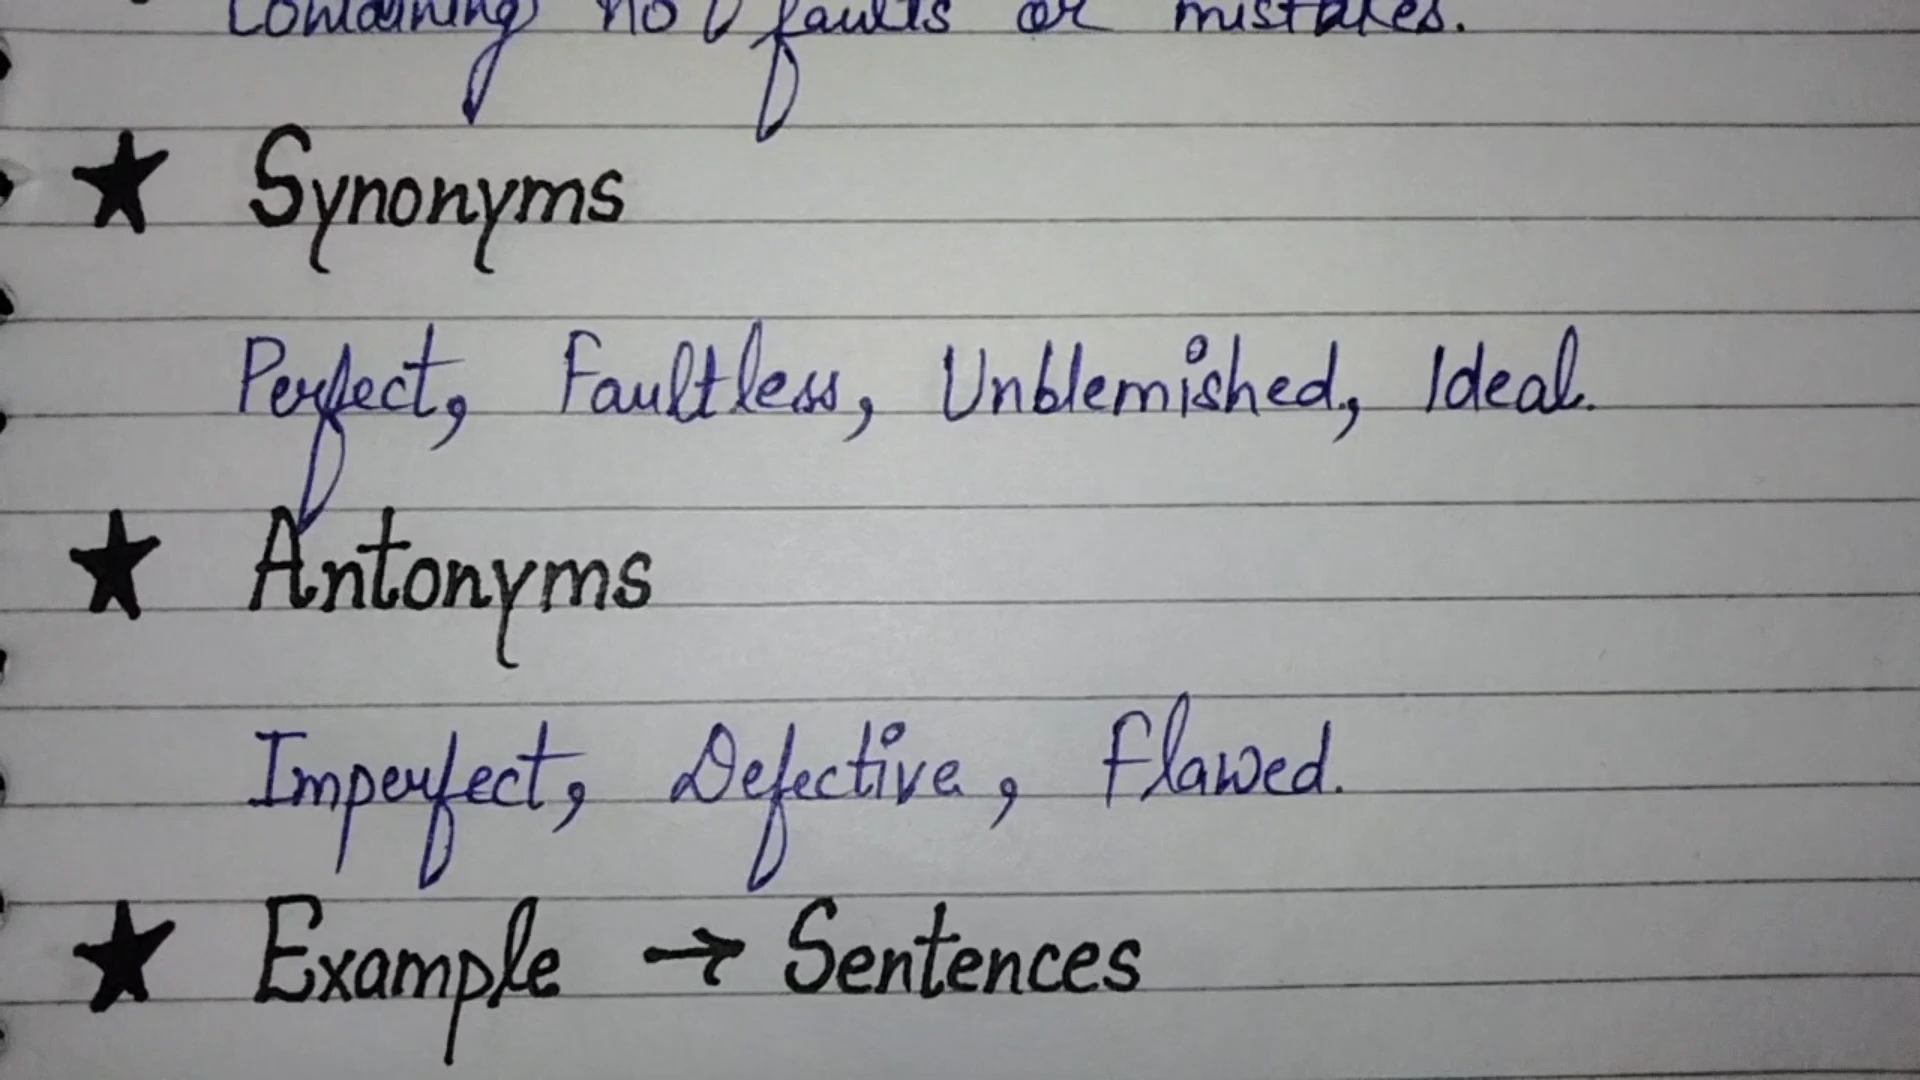 Containing no faults or mistakes.
★ Synonyms
Perfect, Faultless, Unblemished, Ideal.
★ Antonyms
Imperfect, Defective, Flawed.
★ Example → Sentences